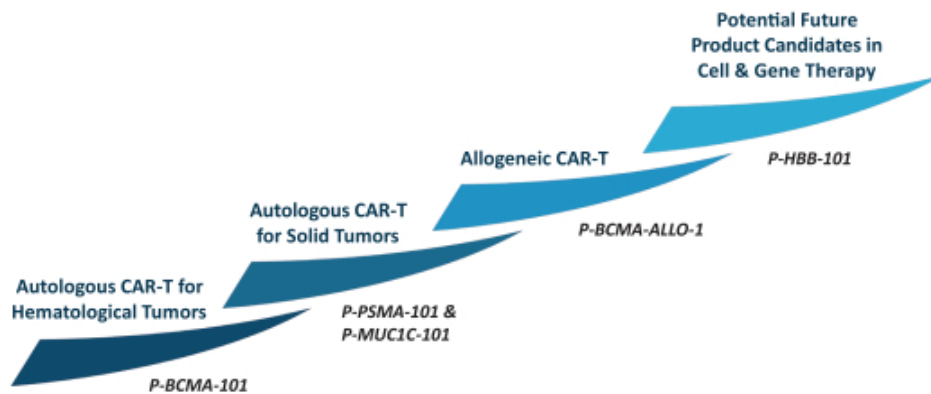 Potential Future
Product Candidates in
Cell & Gene Therapy
P-HBB-101
Allogeneic CAR-T
P-BCMA-ALLO-1
Autologous CAR-T
for Solid Tumors
P-PSMA-101 &
P-MUC1C-101
Autologous CAR-T for
Hematological Tumors
P-BCMA-101